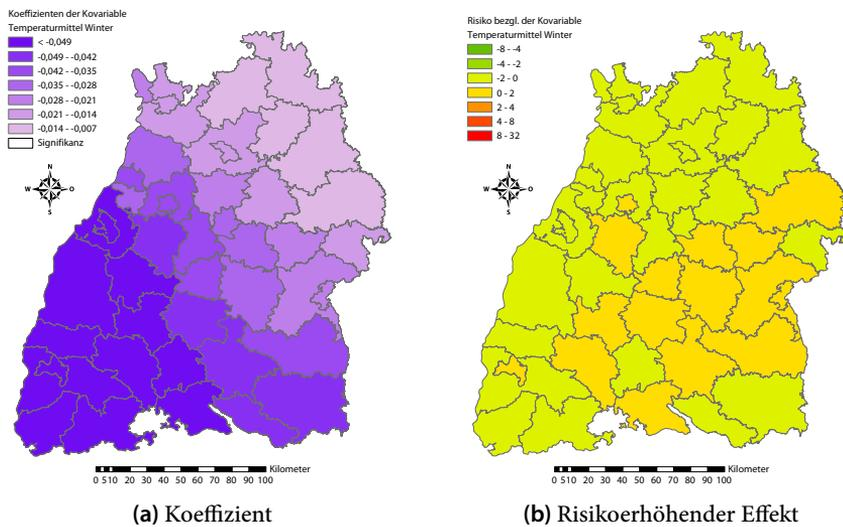 Koeffizienten der Kovariable
Temperaturmittel Winter
< -0,049
-0,049 - -0,042
-0,042 - -0,035
-0,035 - -0,028
-0,028 - -0,021
-0,021 - -0,014
-0,014 - -0,007
Signifikanz
N
W O
S
Kilometer
0 5 10 20 30 40 50 60 70 80 90 100
(a) Koeffizient
Risiko bezgl. der Kovariable
Temperaturmittel Winter
-8 - -4
-4 - -2
-2 - 0
0 - 2
2 - 4
4 - 8
8 - 32
N
W O
S
Kilometer
0 5 10 20 30 40 50 60 70 80 90 100
(b) Risikoerhöhender Effekt